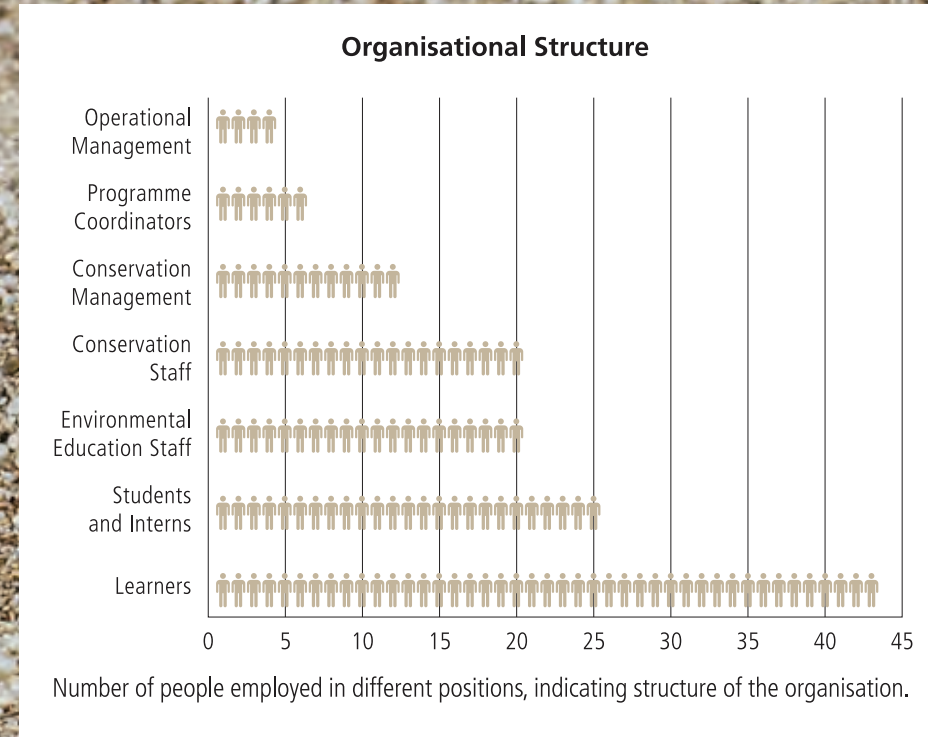 Organisational Structure
Operational
Management
Programme
Coordinators
Conservation
Management
Conservation
Staff
Environmental
Education Staff
Students
and Interns
Learners
0 5 10 15 20 25 30 35 40 45
Number of people employed in different positions, indicating structure of the organisation.